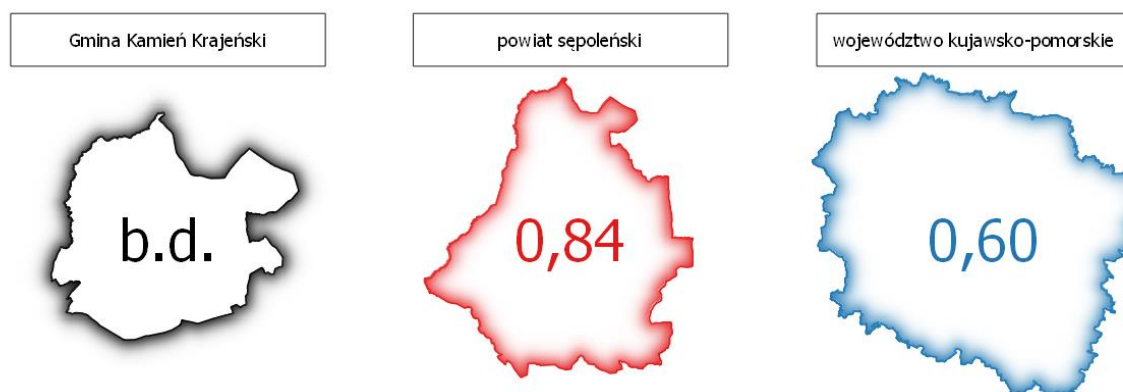 Gmina Kamień Krajeński
powiat sępoleński
województwo kujawsko-pomorskie
b.d.
0,84
0,60